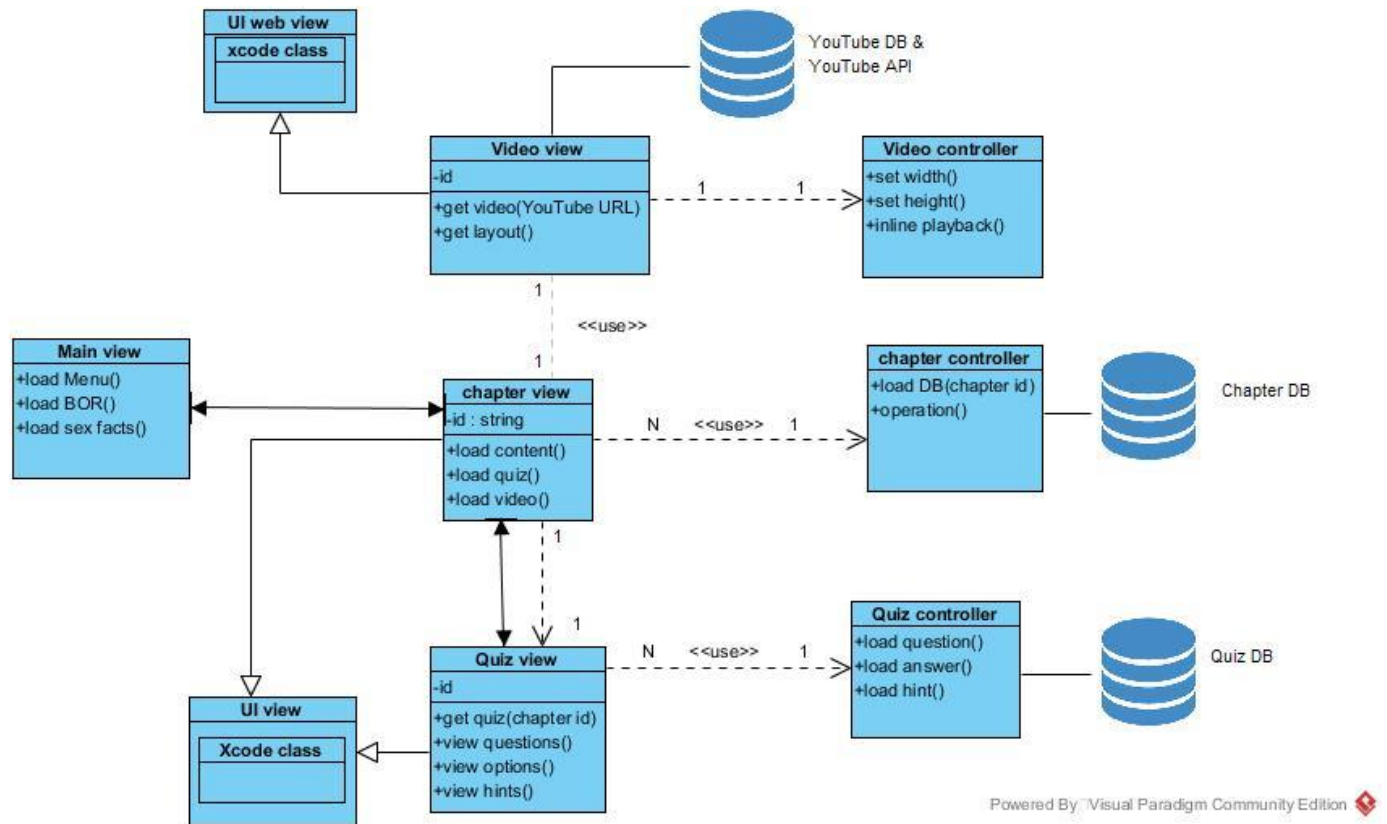 UI web view
xcode class
YouTube DB &
YouTube API
Video view
-id
+get video(YouTube URL)
+get layout()
1
1
Video controller
+set width()
+set height()
+inline playback()
1
<<use>>
1
Main view
+load Menu()
+load BOR()
+load sex facts()
chapter view
-id : string
+load content()
+load quiz()
+load video()
N
<<use>>
1
chapter controller
+load DB(chapter id)
+operation()
Chapter DB
1
1
Quiz view
-id
+get quiz(chapter id)
+view questions()
+view options()
+view hints()
N
<<use>>
1
Quiz controller
+load question()
+load answer()
+load hint()
Quiz DB
UI view
Xcode class
Powered By Visual Paradigm Community Edition